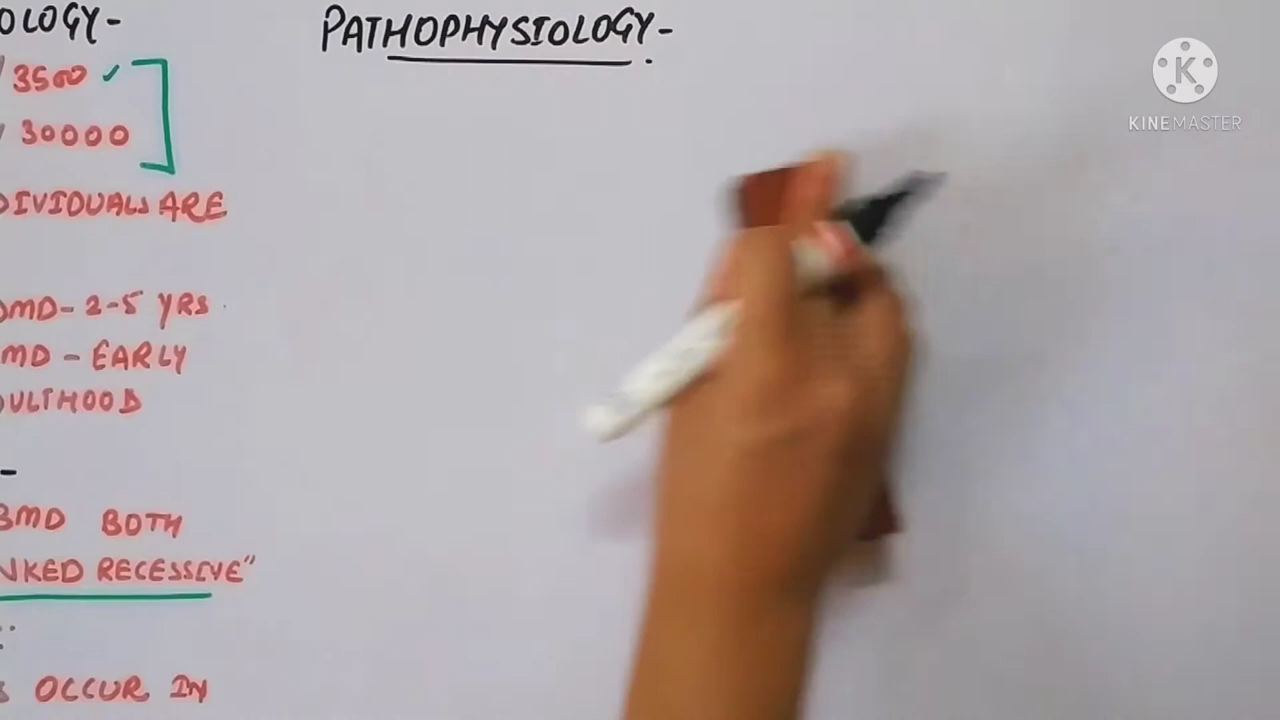 OLOGY-
PATHOPHYSIOLOGY-
/ 3500 ✓
/ 30000
DIVIDUALS ARE
DMD- 2-5 YRS
MD - EARLY
ULTHOOD
-
BMD BOTH
NKED RECESSIVE"
OCCUR IN
K
KINEMASTER